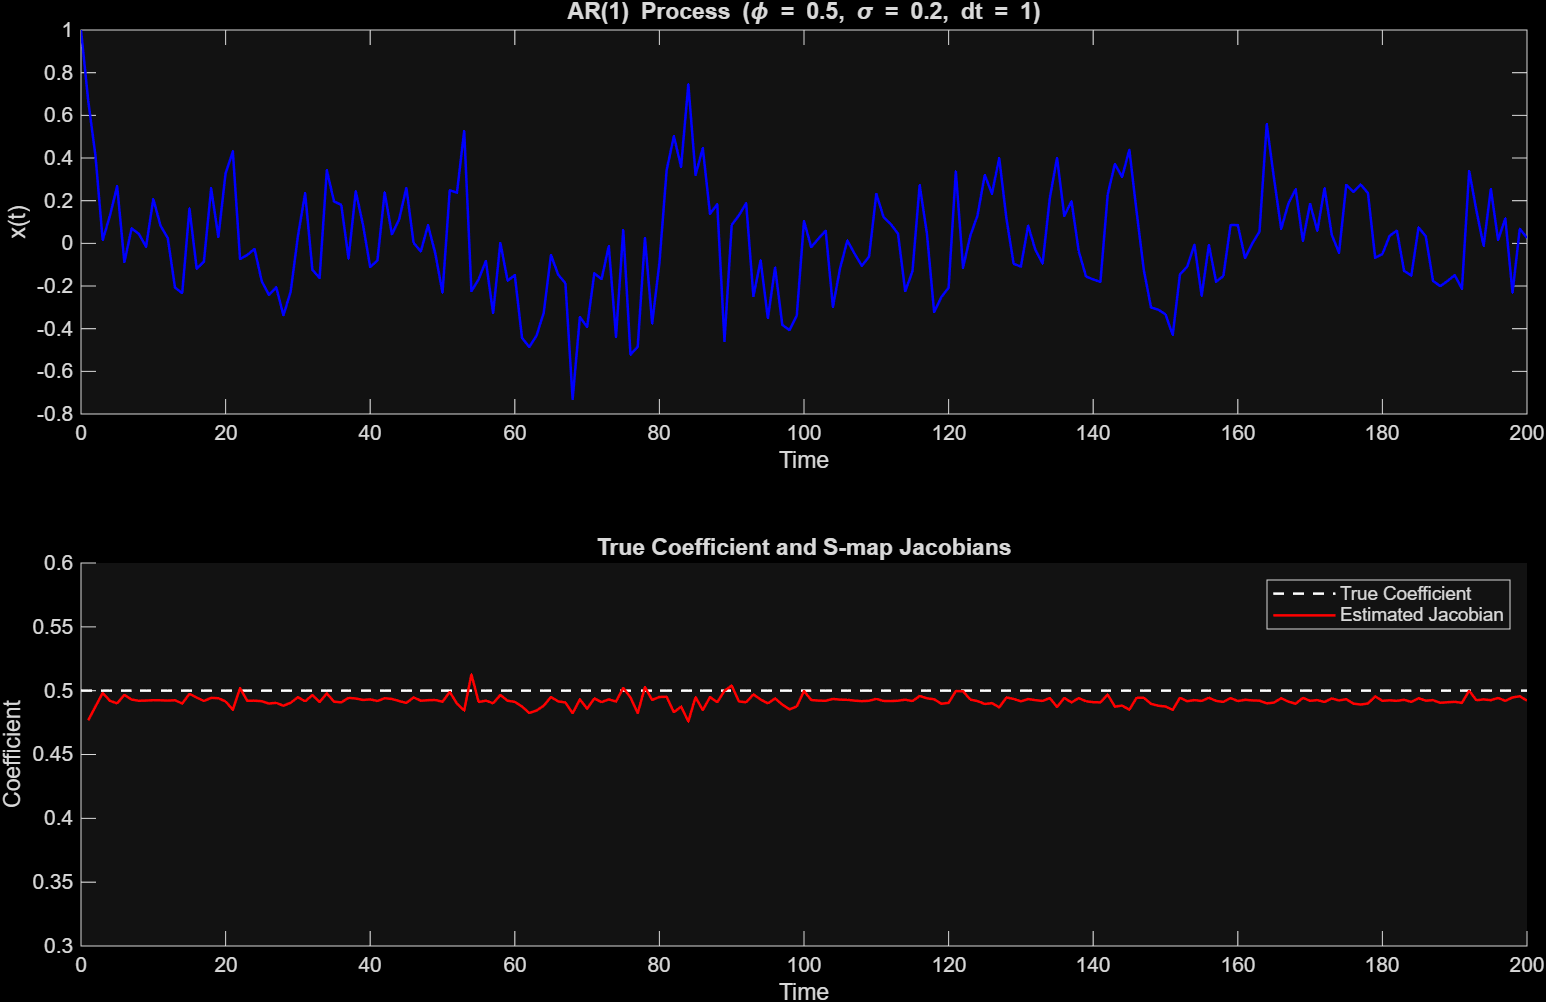 AR(1) Process (ϕ = 0.5, σ = 0.2, dt = 1)
1
0.8
0.6
0.4
0.2
0
-0.2
-0.4
-0.6
-0.8
x(t)
0 20 40 60 80 100 120 140 160 180 200
Time
True Coefficient and S-map Jacobians
0.6
0.55
0.5
0.45
0.4
0.35
0.3
Coefficient
True Coefficient
Estimated Jacobian
0 20 40 60 80 100 120 140 160 180 200
Time